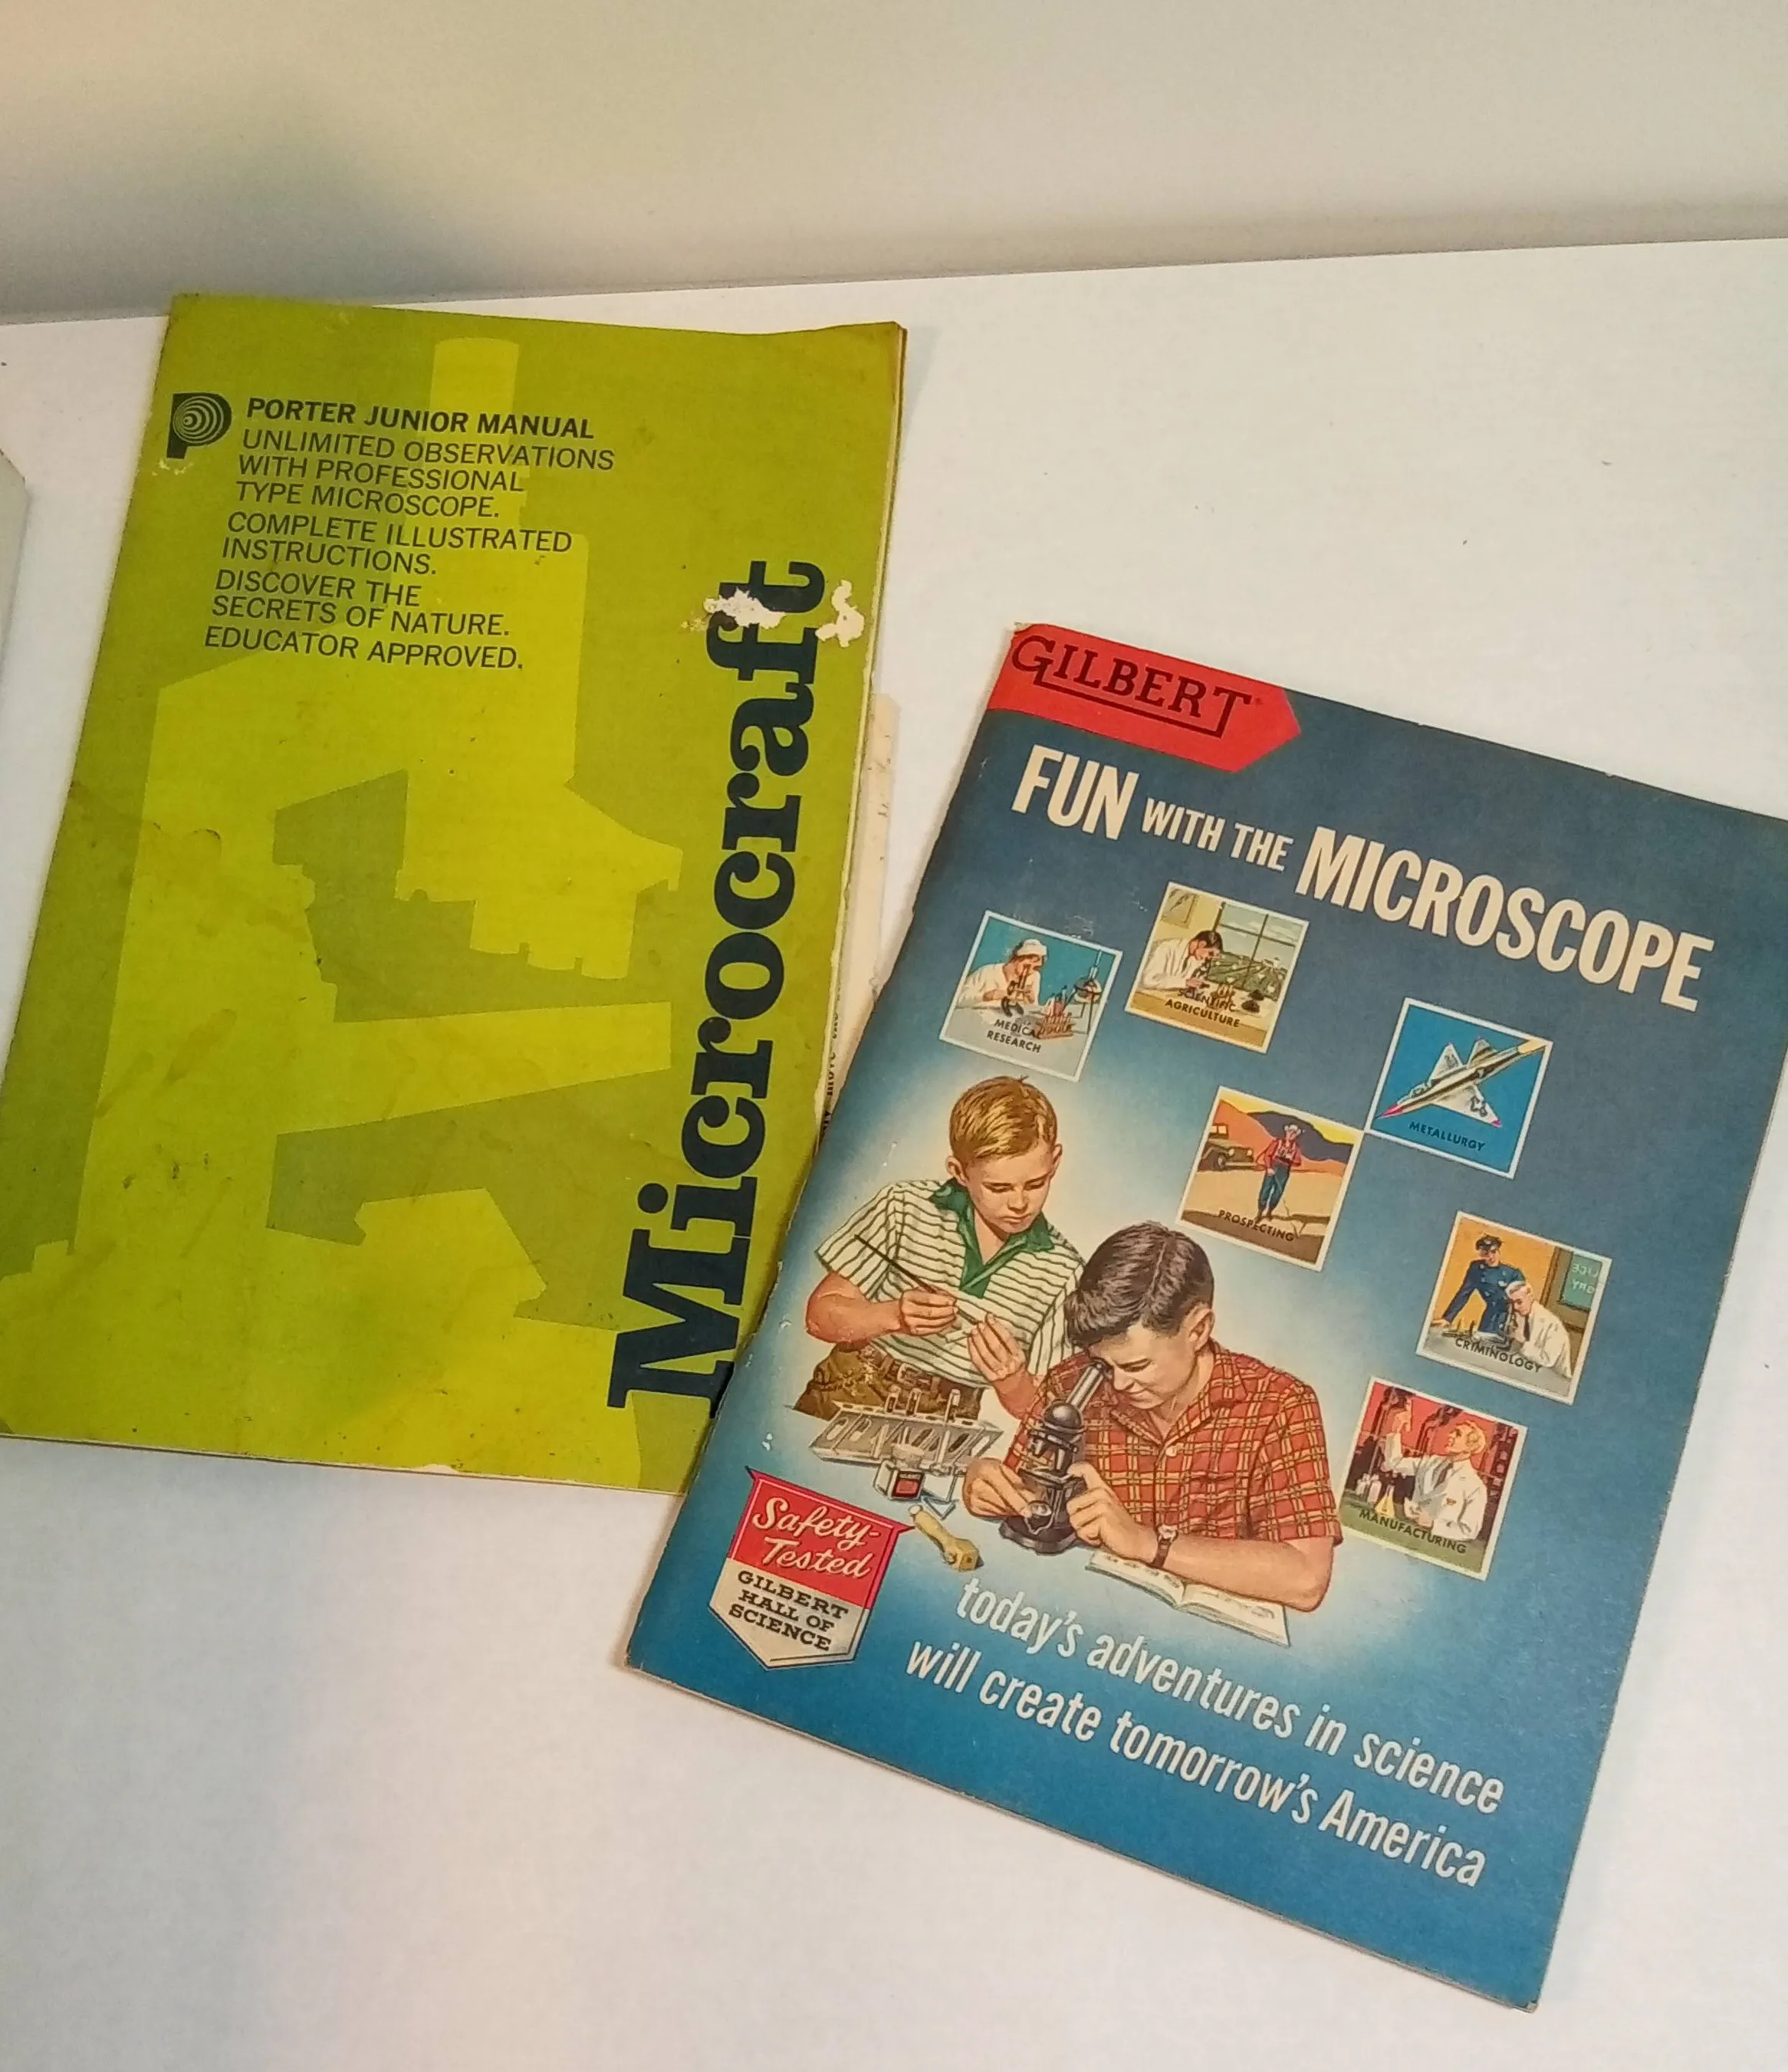 PORTER JUNIOR MANUAL
UNLIMITED OBSERVATIONS
WITH PROFESSIONAL
TYPE MICROSCOPE.
COMPLETE ILLUSTRATED
INSTRUCTIONS.
DISCOVER THE
SECRETS OF NATURE.
EDUCATOR APPROVED.
Microcraft
GILBERT
FUN WITH THE MICROSCOPE
MEDICAL
RESEARCH
SCIENTIFIC
AGRICULTURE
METALLURGY
PROSPECTING
CRIMINOLOGY
MANUFACTURING
Safety-
Tested
GILBERT
HALL OF
SCIENCE
today's adventures in science
will create tomorrow's America